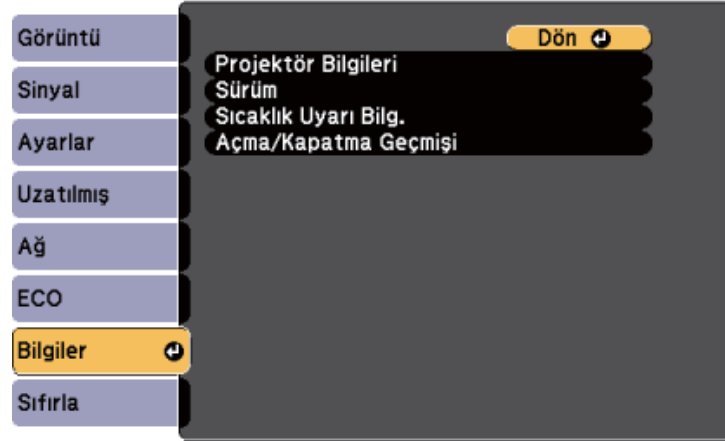 Görüntü
Sinyal
Ayarlar
Uzatılmış
Ağ
ECO
Bilgiler
Sıfırla
Dön
Projektör Bilgileri
Sürüm
Sıcaklık Uyarı Bilg.
Açma/Kapatma Geçmişi